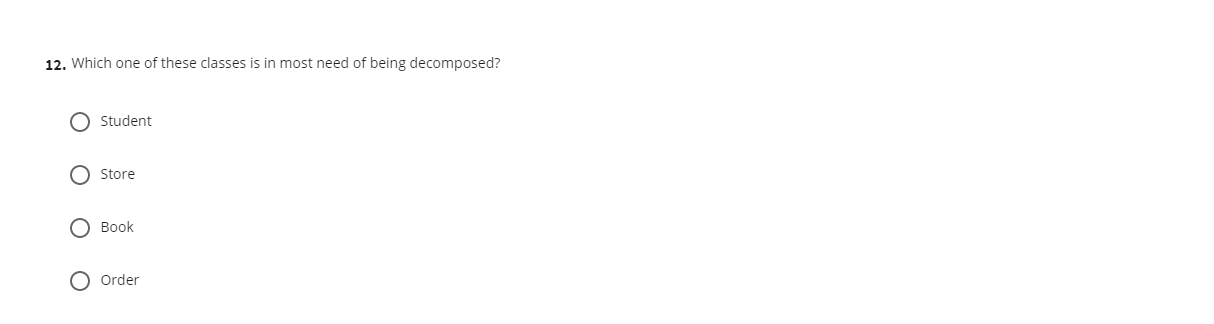 12. Which one of these classes is in most need of being decomposed?
Student
Store
Book
Order